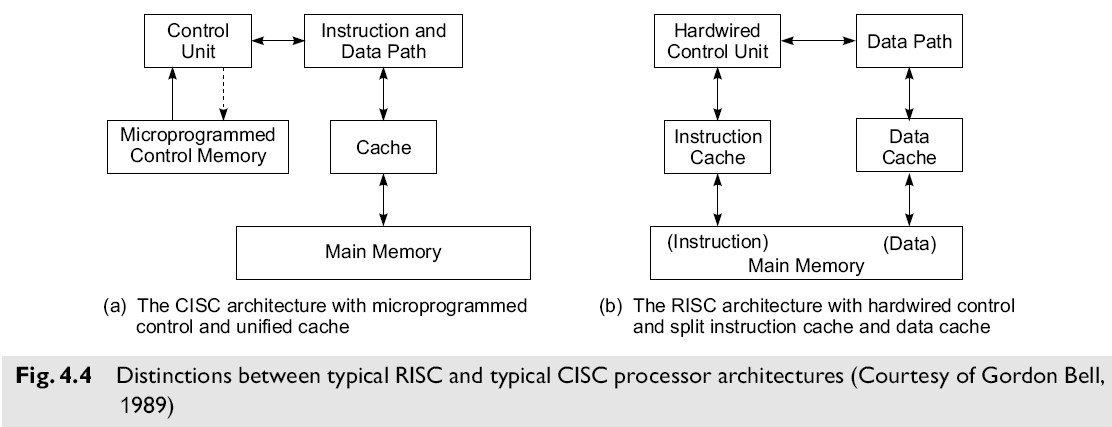 Control
Unit
Instruction and
Data Path
Microprogrammed
Control Memory
Cache
Main Memory
(a) The CISC architecture with microprogrammed
control and unified cache
Hardwired
Control Unit
Data Path
Instruction
Cache
Data
Cache
(Instruction)
(Data)
Main Memory
(b) The RISC architecture with hardwired control
and split instruction cache and data cache
Fig. 4.4 Distinctions between typical RISC and typical CISC processor architectures (Courtesy of Gordon Bell,
1989)